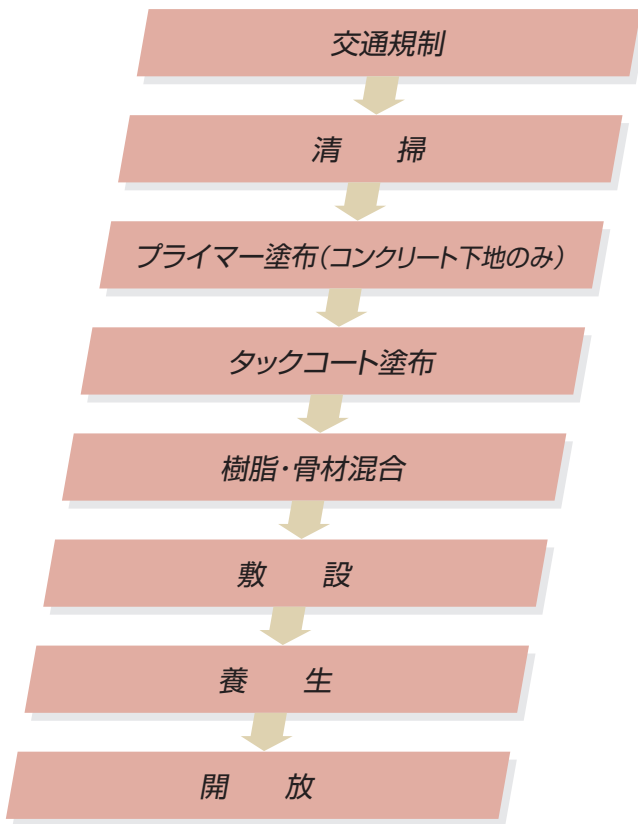 交通規制
清　　掃
プライマー塗布(コンクリート下地のみ)
タックコート塗布
樹脂・骨材混合
敷　　設
養　　生
開　　放